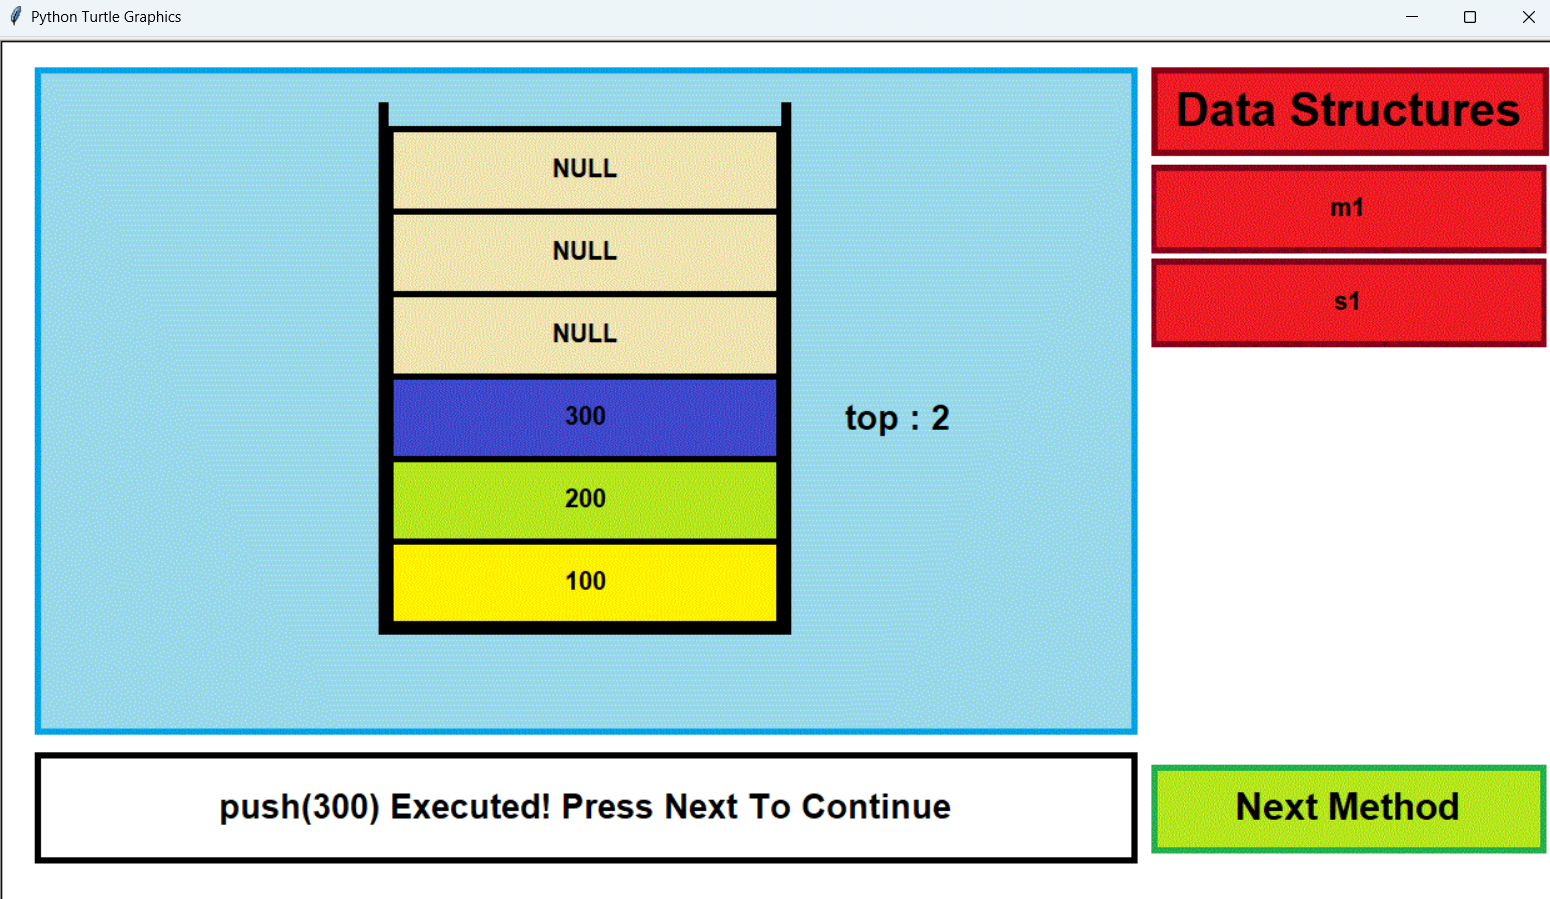 Python Turtle Graphics
Data Structures
NULL
m1
NULL
s1
NULL
300
top : 2
200
100
push(300) Executed! Press Next To Continue
Next Method